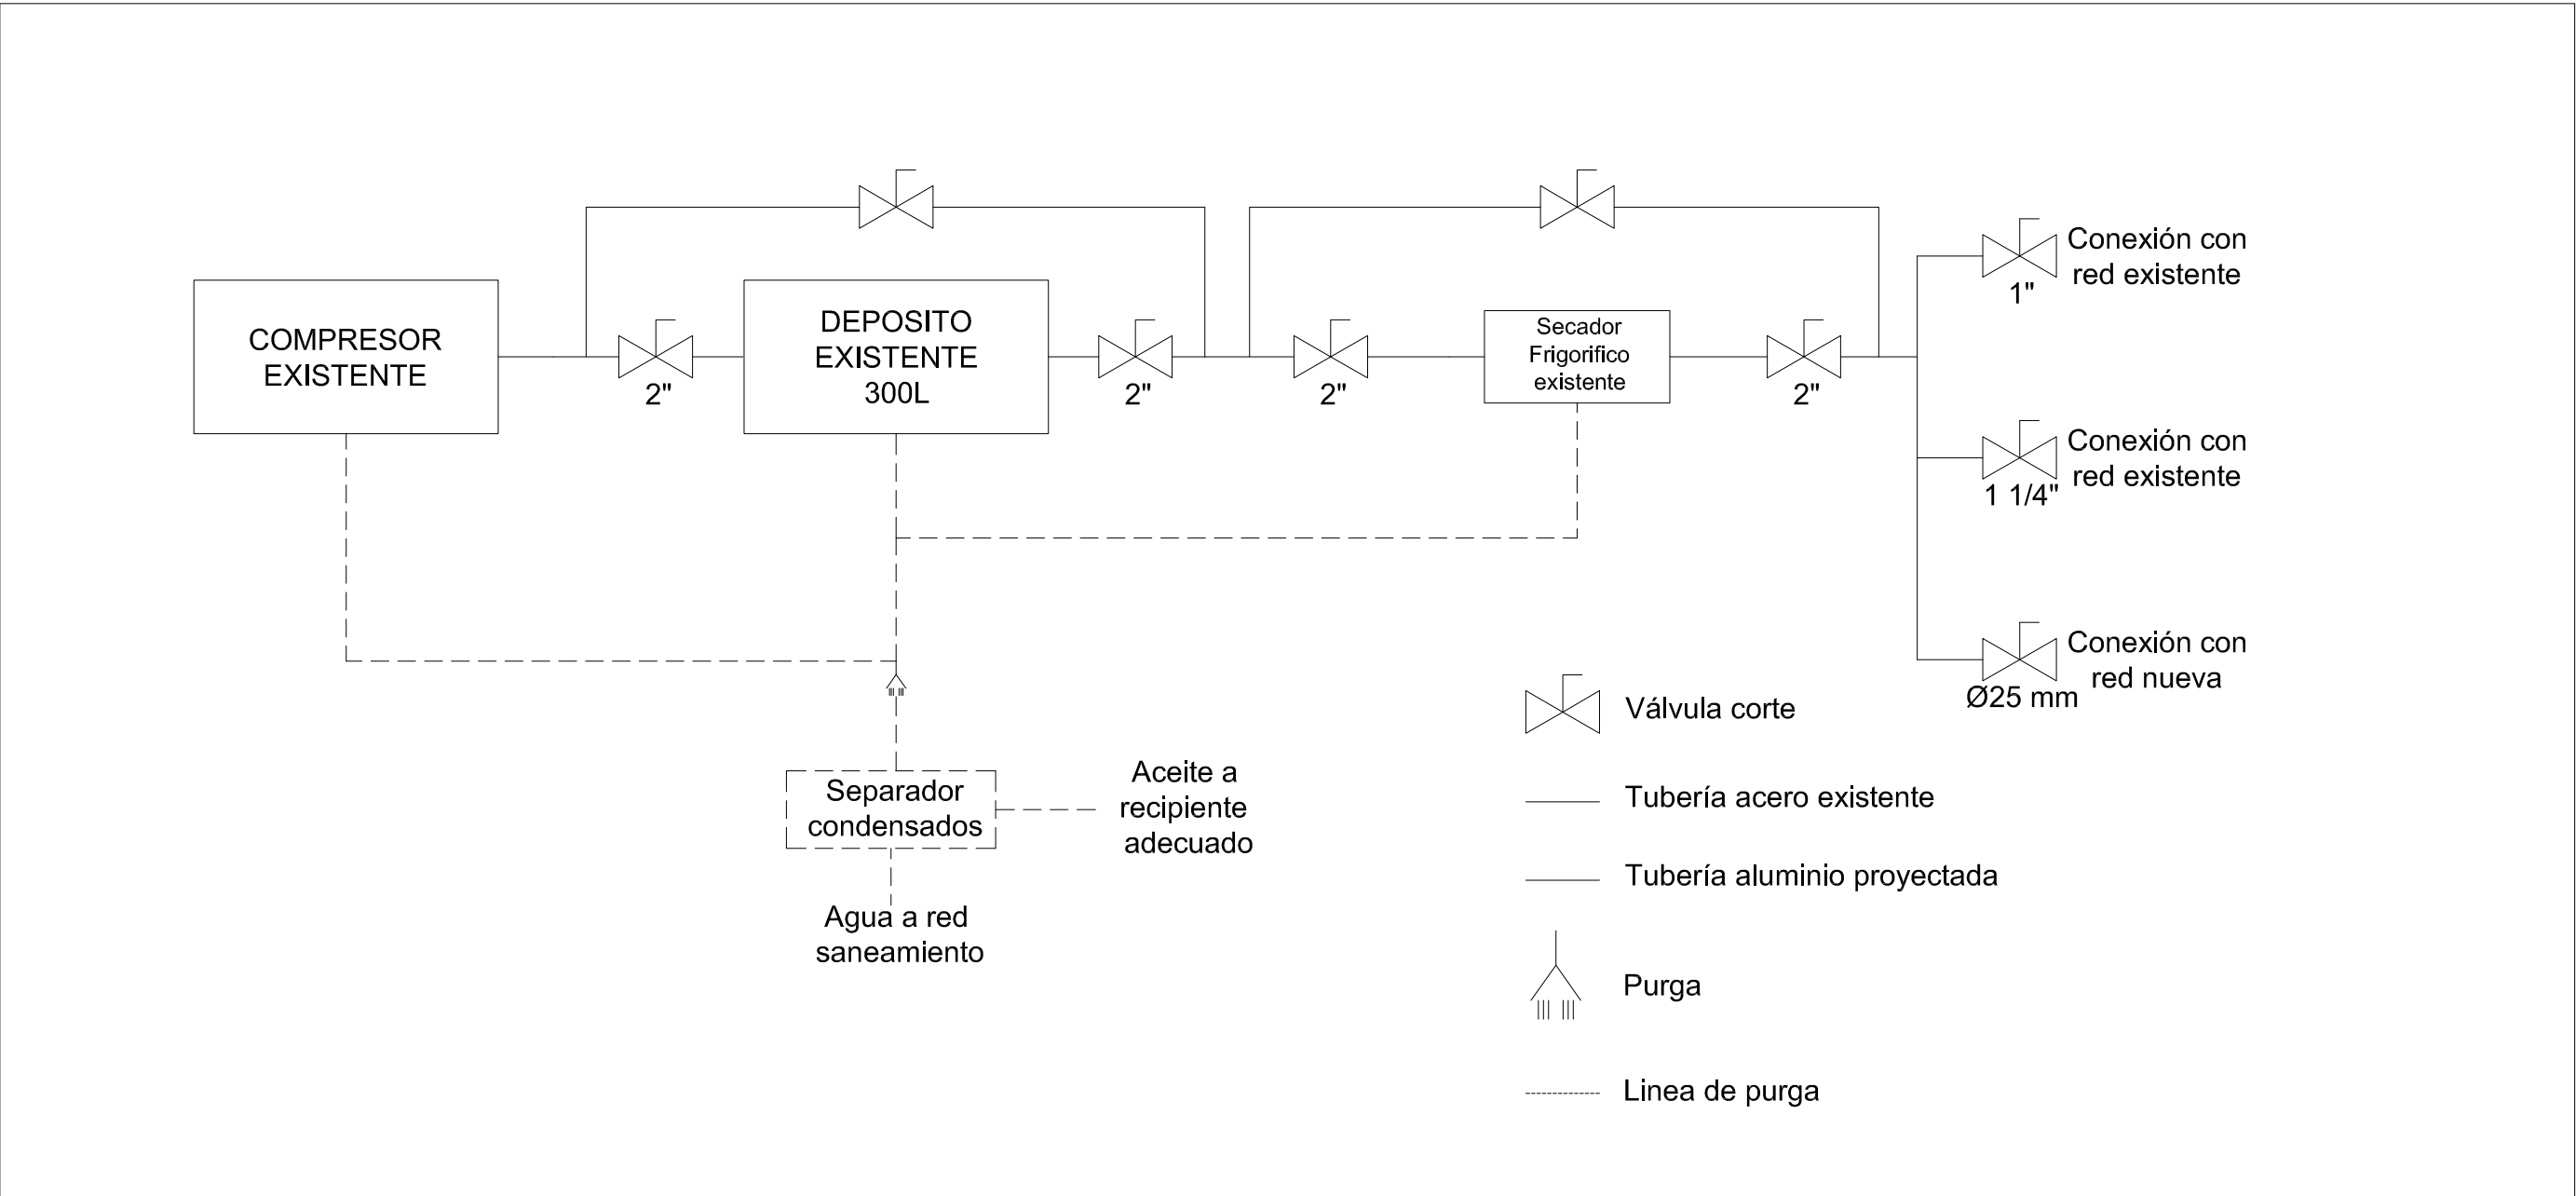 COMPRESOR
EXISTENTE
2"
DEPOSITO
EXISTENTE
300L
2"
2"
Secador
Frigorifico
existente
2"
Conexión con
red existente
1"
Conexión con
red existente
1 1/4"
Conexión con
red nueva
Ø25 mm
Separador
condensados
Aceite a
recipiente
adecuado
Agua a red
saneamiento
Válvula corte
Tubería acero existente
Tubería aluminio proyectada
Purga
Linea de purga